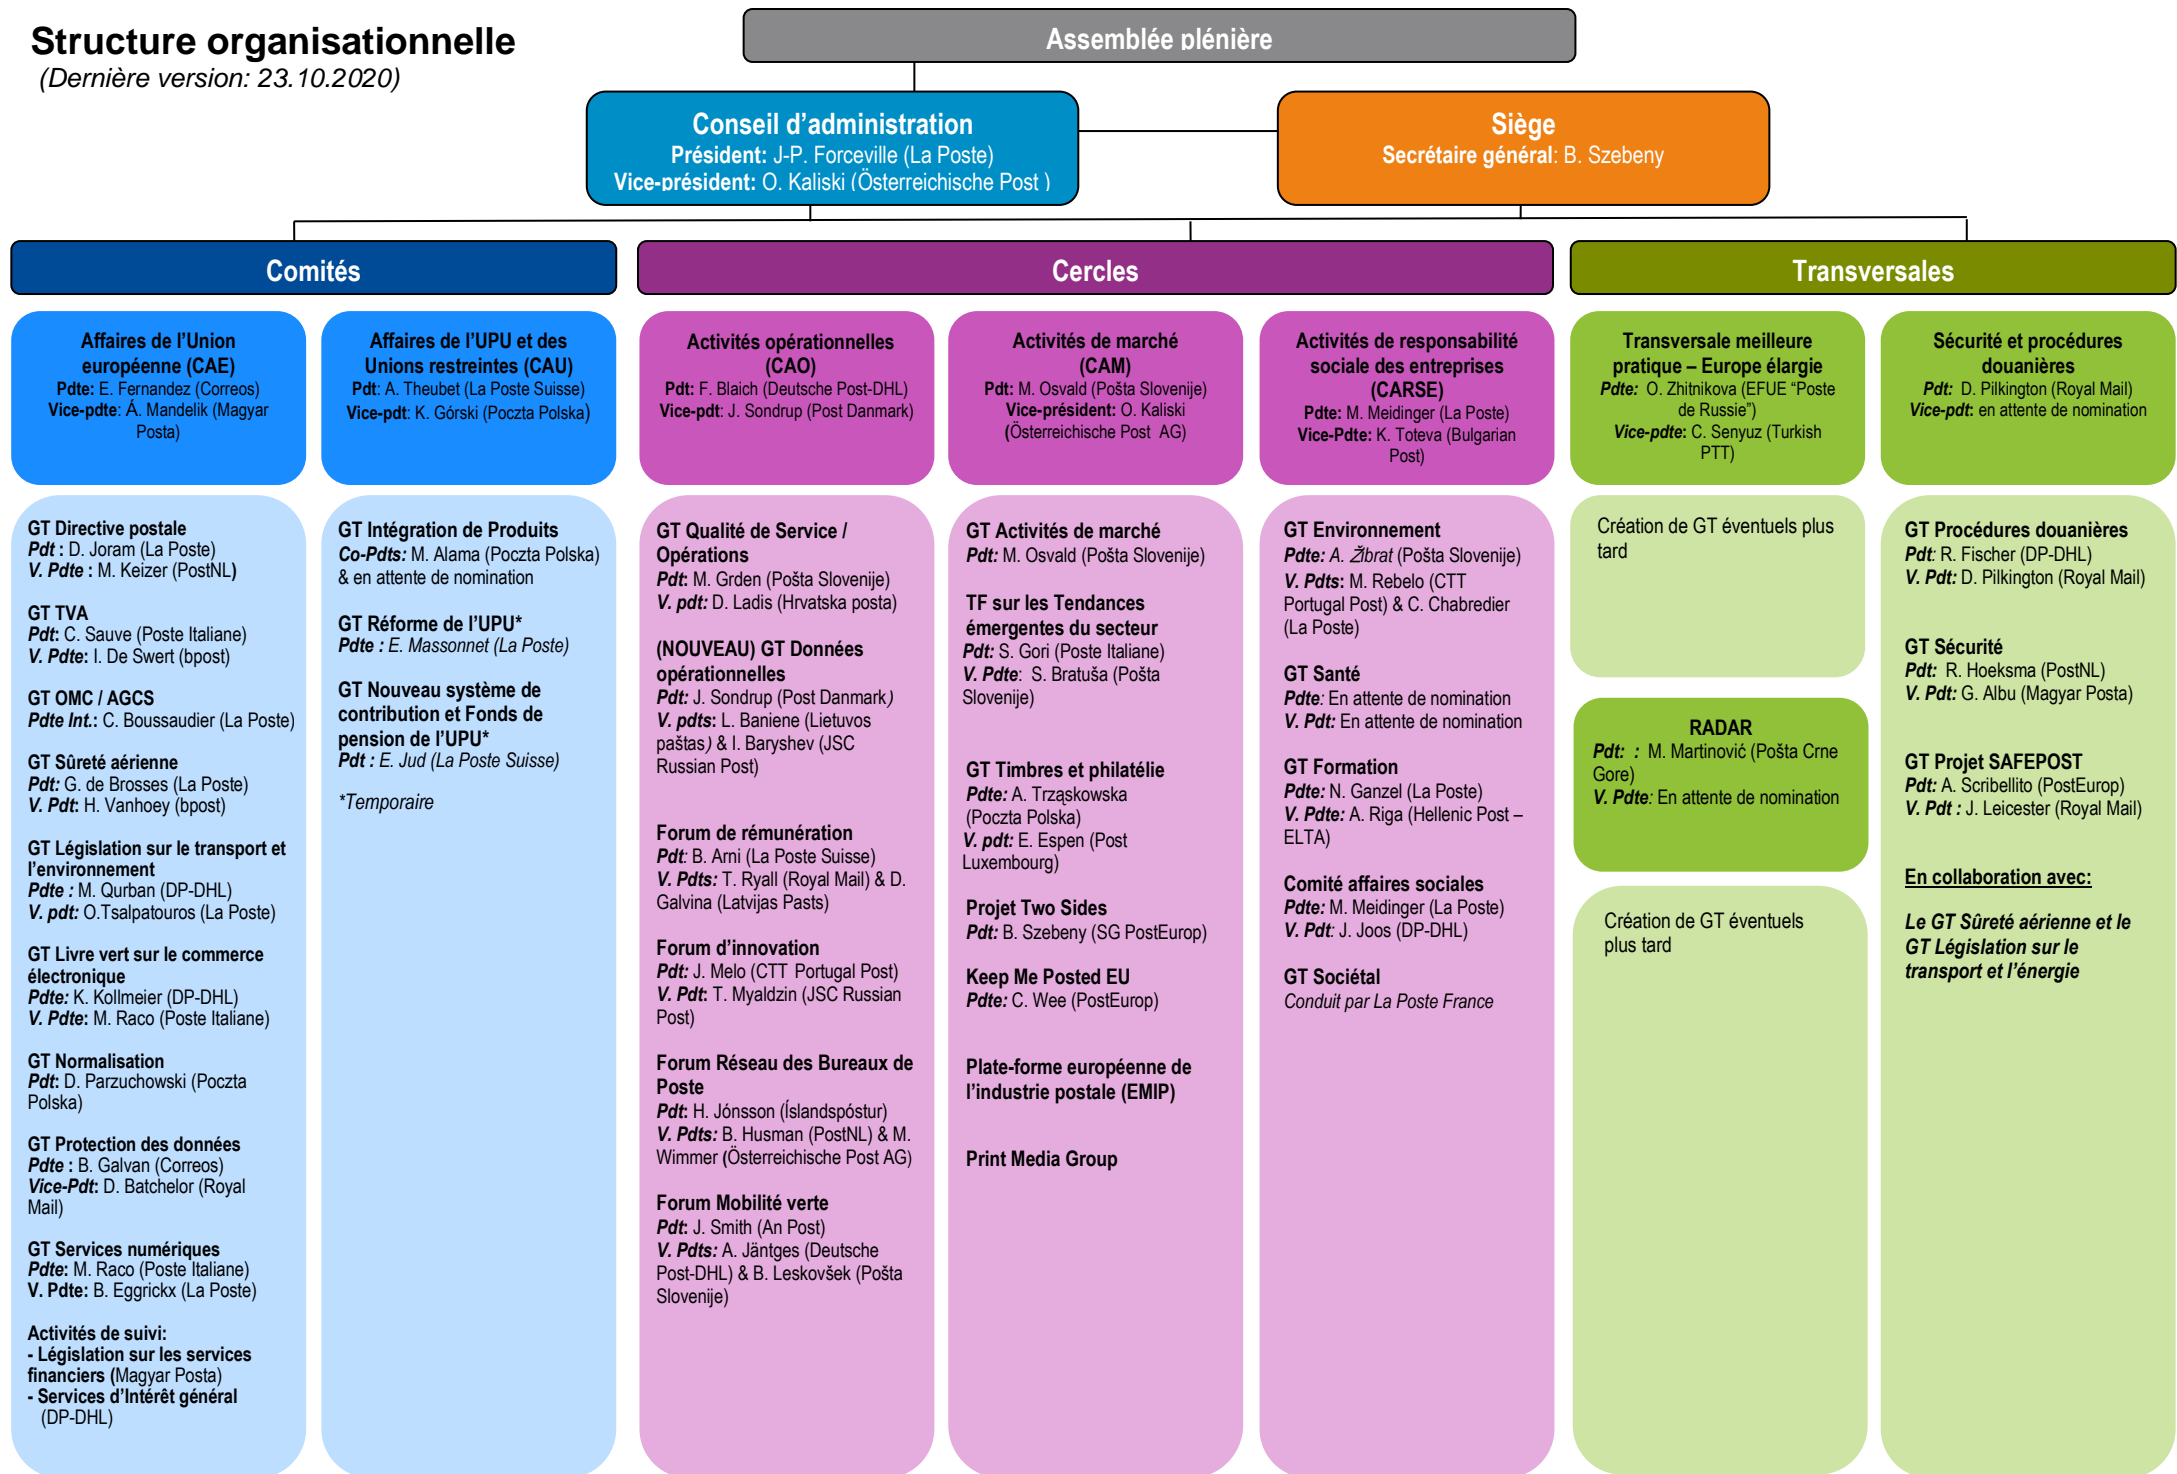 Structure organisationnelle
(Dernière version: 23.10.2020)
Assemblée plénière
Conseil d’administration
Président: J-P. Forceville (La Poste)
Vice-président: O. Kaliski (Österreichische Post )
Siège
Secrétaire général: B. Szebeny
Comités
Cercles
Transversales
Affaires de l’Union
européenne (CAE)
Pdte: E. Fernandez (Correos)
Vice-pdte: Á. Mandelik (Magyar
Posta)
Affaires de l’UPU et des
Unions restreintes (CAU)
Pdt: A. Theubet (La Poste Suisse)
Vice-pdt: K. Górski (Poczta Polska)
Activités opérationnelles
(CAO)
Pdt: F. Blaich (Deutsche Post-DHL)
Vice-pdt: J. Sondrup (Post Danmark)
Activités de marché
(CAM)
Pdt: M. Osvald (Pošta Slovenije)
Vice-président: O. Kaliski
(Österreichische Post AG)
Activités de responsabilité
sociale des entreprises
(CARSE)
Pdte: M. Meidinger (La Poste)
Vice-Pdte: K. Toteva (Bulgarian
Post)
Transversale meilleure
pratique – Europe élargie
Pdte: O. Zhitnikova (EFUE “Poste
de Russie”)
Vice-pdte: C. Senyuz (Turkish
PTT)
Sécurité et procédures
douanières
Pdt: D. Pilkington (Royal Mail)
Vice-pdt: en attente de nomination
GT Directive postale
Pdt : D. Joram (La Poste)
V. Pdte : M. Keizer (PostNL)
GT TVA
Pdt: C. Sauve (Poste Italiane)
V. Pdte: I. De Swert (bpost)
GT OMC / AGCS
Pdte Int.: C. Boussaudier (La Poste)
GT Sûreté aérienne
Pdt: G. de Brosses (La Poste)
V. Pdt: H. Vanhoey (bpost)
GT Législation sur le transport et
l’environnement
Pdte : M. Qurban (DP-DHL)
V. pdt: O.Tsalpatouros (La Poste)
GT Livre vert sur le commerce
électronique
Pdte: K. Kollmeier (DP-DHL)
V. Pdte: M. Raco (Poste Italiane)
GT Normalisation
Pdt: D. Parzuchowski (Poczta
Polska)
GT Protection des données
Pdte : B. Galvan (Correos)
Vice-Pdt: D. Batchelor (Royal
Mail)
GT Services numériques
Pdte: M. Raco (Poste Italiane)
V. Pdte: B. Eggrickx (La Poste)
Activités de suivi:
- Législation sur les services
financiers (Magyar Posta)
- Services d’Intérêt général
(DP-DHL)
GT Intégration de Produits
Co-Pdts: M. Alama (Poczta Polska)
& en attente de nomination
GT Réforme de l’UPU*
Pdte : E. Massonnet (La Poste)
GT Nouveau système de
contribution et Fonds de
pension de l’UPU*
Pdt : E. Jud (La Poste Suisse)
*Temporaire
GT Qualité de Service /
Opérations
Pdt: M. Grden (Pošta Slovenije)
V. pdt: D. Ladis (Hrvatska posta)
(NOUVEAU) GT Données
opérationnelles
Pdt: J. Sondrup (Post Danmark)
V. pdts: L. Baniene (Lietuvos
paštas) & I. Baryshev (JSC
Russian Post)
Forum de rémunération
Pdt: B. Arni (La Poste Suisse)
V. Pdts: T. Ryall (Royal Mail) & D.
Galvina (Latvijas Pasts)
Forum d’innovation
Pdt: J. Melo (CTT Portugal Post)
V. Pdt: T. Myaldzin (JSC Russian
Post)
Forum Réseau des Bureaux de
Poste
Pdt: H. Jónsson (Íslandspóstur)
V. Pdts: B. Husman (PostNL) & M.
Wimmer (Österreichische Post AG)
Forum Mobilité verte
Pdt: J. Smith (An Post)
V. Pdts: A. Jäntges (Deutsche
Post-DHL) & B. Leskovšek (Pošta
Slovenije)
GT Activités de marché
Pdt: M. Osvald (Pošta Slovenije)
TF sur les Tendances
émergentes du secteur
Pdt: S. Gori (Poste Italiane)
V. Pdte: S. Bratuša (Pošta
Slovenije)
GT Timbres et philatélie
Pdte: A. Trząskowska
(Poczta Polska)
V. pdt: E. Espen (Post
Luxembourg)
Projet Two Sides
Pdt: B. Szebeny (SG PostEurop)
Keep Me Posted EU
Pdte: C. Wee (PostEurop)
Plate-forme européenne de
l’industrie postale (EMIP)
Print Media Group
GT Environnement
Pdte: A. Žibrat (Pošta Slovenije)
V. Pdts: M. Rebelo (CTT
Portugal Post) & C. Chabredier
(La Poste)
GT Santé
Pdte: En attente de nomination
V. Pdt: En attente de nomination
GT Formation
Pdte: N. Ganzel (La Poste)
V. Pdte: A. Riga (Hellenic Post –
ELTA)
Comité affaires sociales
Pdte: M. Meidinger (La Poste)
V. Pdt: J. Joos (DP-DHL)
GT Sociétal
Conduit par La Poste France
Création de GT éventuels plus
tard
RADAR
Pdt: : M. Martinović (Pošta Crne
Gore)
V. Pdte: En attente de nomination
Création de GT éventuels
plus tard
GT Procédures douanières
Pdt: R. Fischer (DP-DHL)
V. Pdt: D. Pilkington (Royal Mail)
GT Sécurité
Pdt: R. Hoeksma (PostNL)
V. Pdt: G. Albu (Magyar Posta)
GT Projet SAFEPOST
Pdt: A. Scribellito (PostEurop)
V. Pdt : J. Leicester (Royal Mail)
En collaboration avec:
Le GT Sûreté aérienne et le
GT Législation sur le
transport et l’énergie